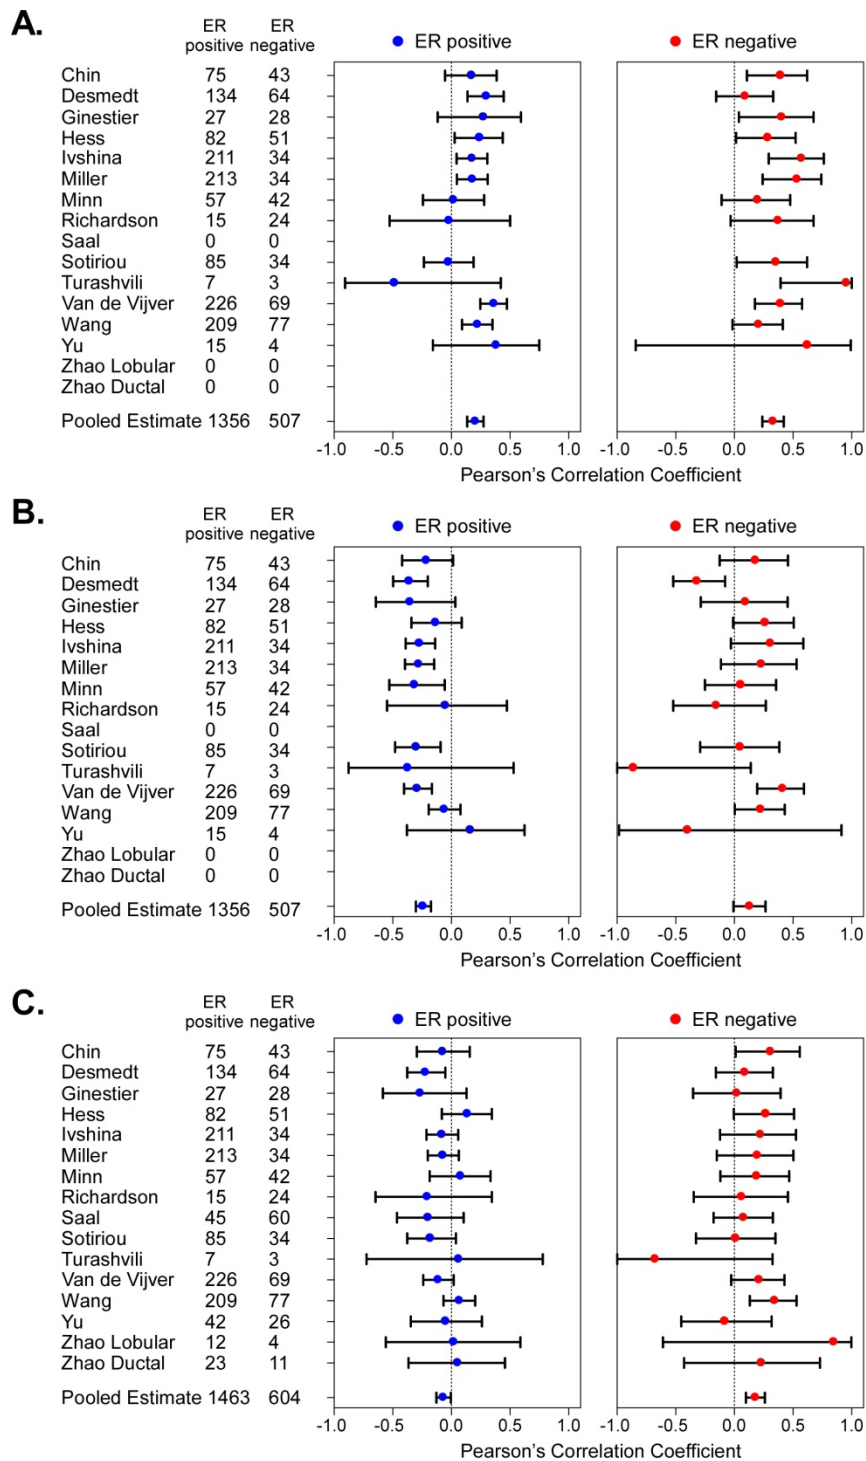 A.
ER positive ER negative
ER positive
ER negative
Chin 75 43
Desmedt 134 64
Ginestier 27 28
Hess 82 51
Ivshina 211 34
Miller 213 34
Minn 57 42
Richardson 15 24
Saal 0 0
Sotiriou 85 34
Turashvili 7 3
Van de Vijver 226 69
Wang 209 77
Yu 15 4
Zhao Lobular 0 0
Zhao Ductal 0 0
Pooled Estimate 1356 507
-1.0 -0.5 0.0 0.5 1.0 -1.0 0.0 0.5 1.0
Pearson's Correlation Coefficient
B.
ER positive ER negative
ER positive
ER negative
Chin 75 43
Desmedt 134 64
Ginestier 27 28
Hess 82 51
Ivshina 211 34
Miller 213 34
Minn 57 42
Richardson 15 24
Saal 0 0
Sotiriou 85 34
Turashvili 7 3
Van de Vijver 226 69
Wang 209 77
Yu 15 4
Zhao Lobular 0 0
Zhao Ductal 0 0
Pooled Estimate 1356 507
-1.0 -0.5 0.0 0.5 1.0 -1.0 0.0 0.5 1.0
Pearson's Correlation Coefficient
C.
ER positive ER negative
ER positive
ER negative
Chin 75 43
Desmedt 134 64
Ginestier 27 28
Hess 82 51
Ivshina 211 34
Miller 213 34
Minn 57 42
Richardson 15 24
Saal 45 60
Sotiriou 85 34
Turashvili 7 3
Van de Vijver 226 69
Wang 209 77
Yu 42 26
Zhao Lobular 12 4
Zhao Ductal 23 11
Pooled Estimate 1463 604
-1.0 -0.5 0.0 0.5 1.0 -1.0 0.0 0.5 1.0
Pearson's Correlation Coefficient